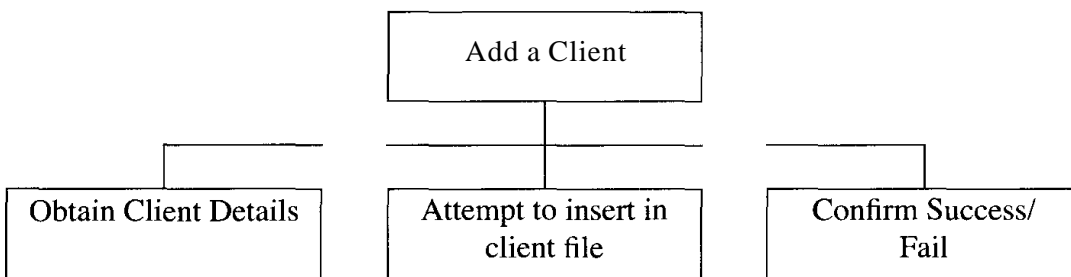 Add a Client
Obtain Client Details
Attempt to insert in
client file
Confirm Success/
Fail